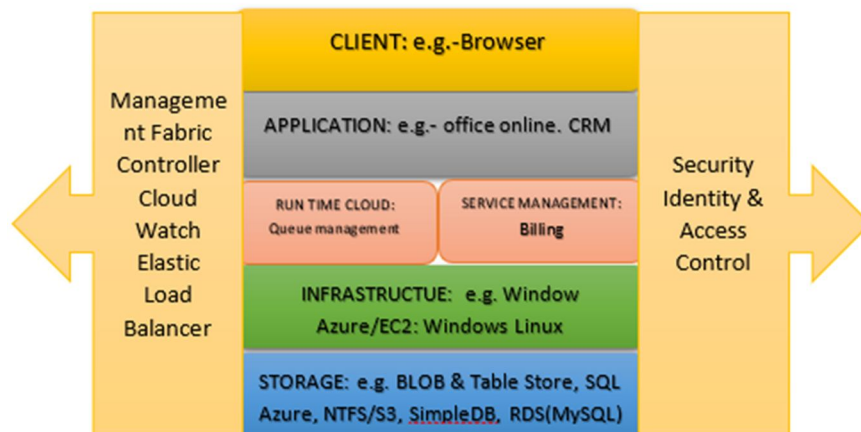 CLIENT: e.g.-Browser
Manageme
nt Fabric
Controller
Cloud
Watch
Elastic
Load
Balancer
APPLICATION: e.g.- office online. CRM
RUN TIME CLOUD:
Queue management
SERVICE MANAGEMENT:
Billing
INFRASTRUCTUE: e.g. Window
Azure/EC2: Windows Linux
STORAGE: e.g. BLOB & Table Store, SQL
Azure, NTFS/S3, SimpleDB, RDS(MySQL)
Security
Identity &
Access
Control